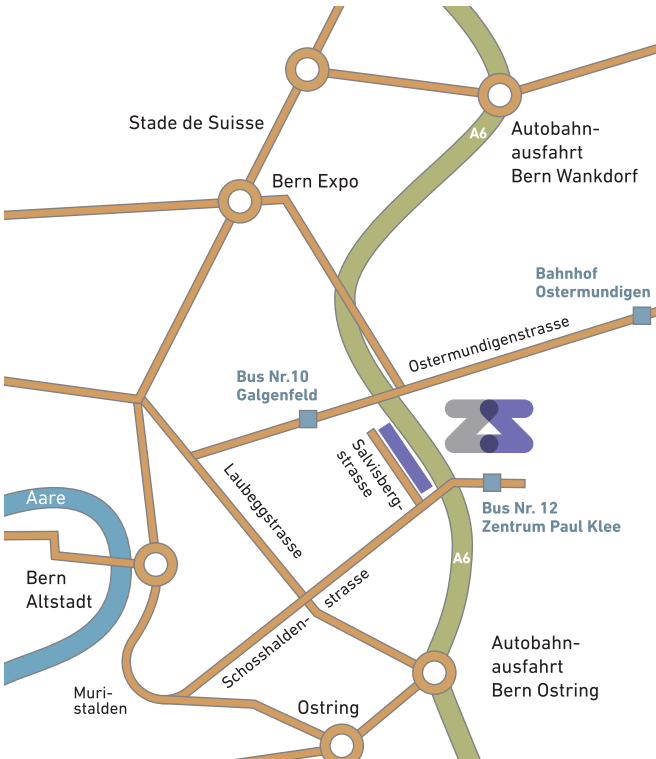 Stade de Suisse
A6
Autobahn-
ausfahrt
Bern Wankdorf
Bern Expo
Bahnhof
Ostermundigen
Ostermundigenstrasse
Bus Nr.10
Galgenfeld
Salvisberg-
strasse
Laubeggstrasse
Aare
Bus Nr. 12
Zentrum Paul Klee
A6
Bern
Altstadt
Schosshalden-
strasse
Autobahn-
ausfahrt
Bern Ostring
Muri-
stalden
Ostring